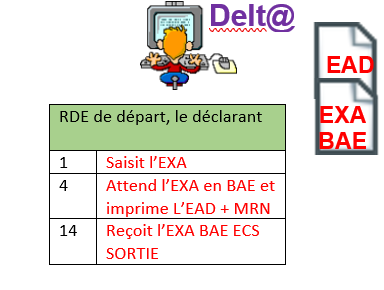 Delt@
EAD
EXA
BAE
RDE de départ, le déclarant
1 Saisit l’EXA
4 Attend l’EXA en BAE et
imprime L’EAD + MRN
14 Reçoit l’EXA BAE ECS
SORTIE